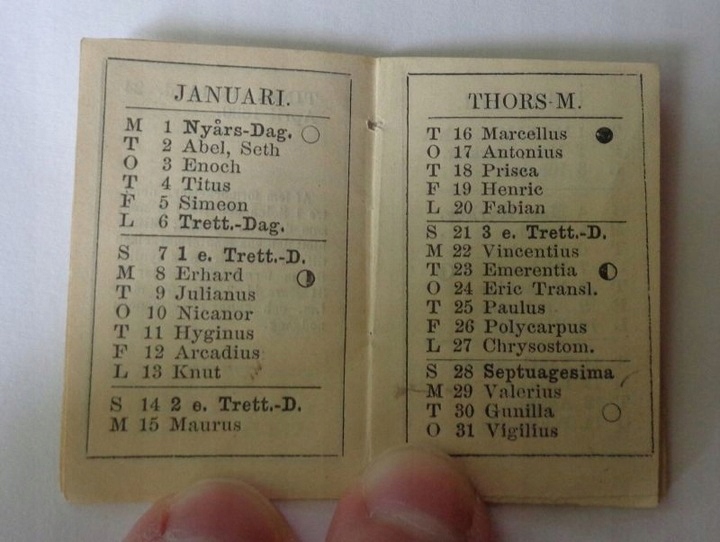 JANUARI.
M 1 Nyårs-Dag.
T 2 Abel, Seth
O 3 Enoch
T 4 Titus
F 5 Simeon
L 6 Trett.-Dag.
S 7 1 e. Trett.-D.
M 8 Erhard
T 9 Julianus
O 10 Nicanor
T 11 Hyginus
F 12 Arcadius
L 13 Knut
S 14 2 e. Trett.-D.
M 15 Maurus
THORS-M.
T 16 Marcellus
O 17 Antonius
T 18 Prisca
F 19 Henric
L 20 Fabian
S 21 3 e. Trett.-D.
M 22 Vincentius
T 23 Emerentia
O 24 Eric Transl.
T 25 Paulus
F 26 Polycarpus
L 27 Chrysostom.
S 28 Septuagesima
M 29 Valerius
T 30 Gunilla
O 31 Vigilius